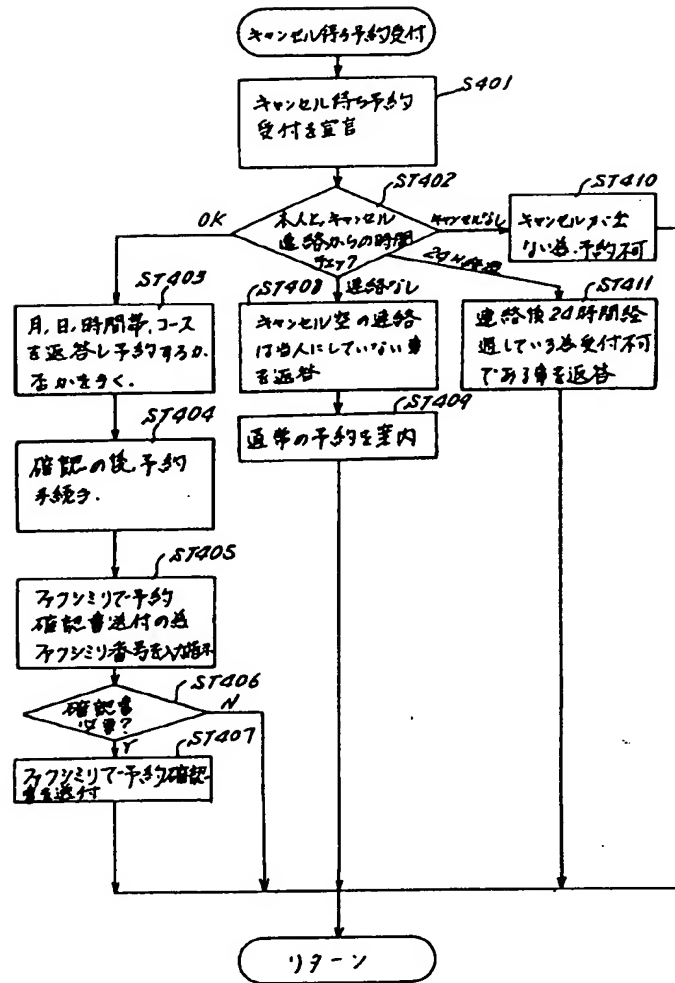 キャンセル待ち予約受付
S401
キャンセル待ち予約
受付を宣言
ST402
本人と、キャンセル
連絡からの時間
チェック
OK
キャンセルなし
24H経過
連絡なし
ST410
キャンセルが出
ない為、予約不可
ST403
月,日,時間帯,コース
を返答し予約するか、
否かをきく.
ST408
キャンセル空の連絡
は当人にしていない事
を返答
ST411
連絡後24時間経
過している為受付不可
である事を返答
ST404
確認の後、予約
手続き.
ST409
通常の予約を案内
ST405
ファクシミリで予約
確認書送付の為
ファクシミリ番号を入力指示
ST406
確認書
必要?
N
Y
ST407
ファクシミリで予約確認
書を送付
リターン